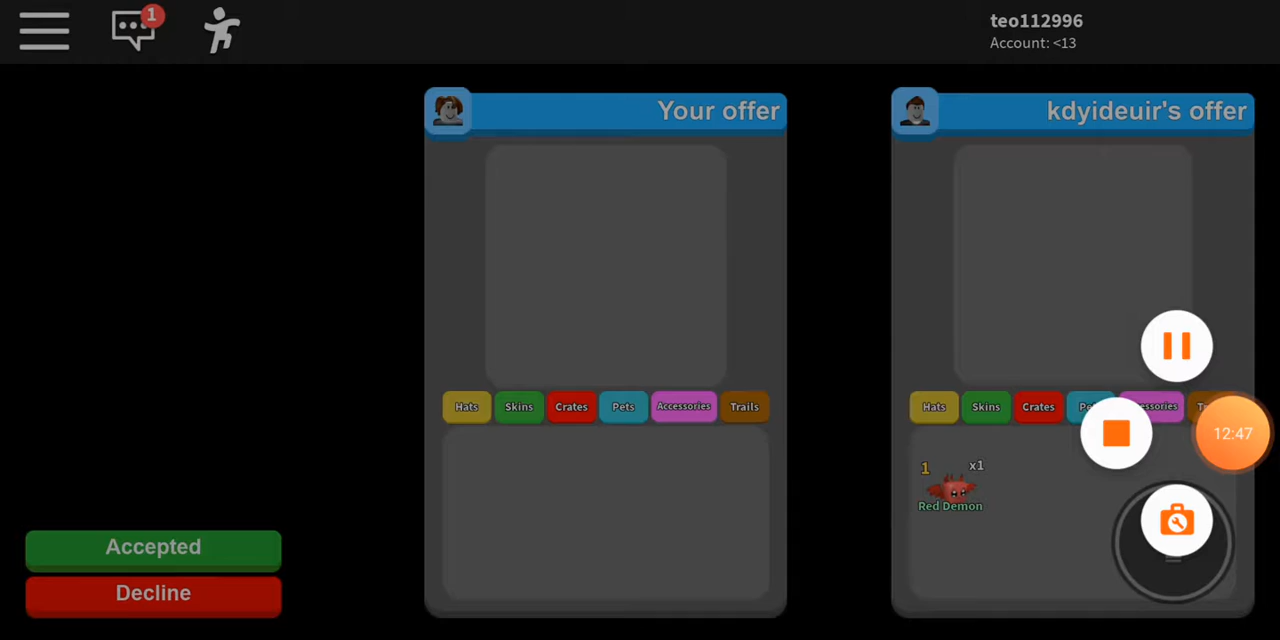 1
teo112996
Account: <13
Your offer
kdyideuir's offer
Hats
Skins
Crates
Pets
Accessories
Trails
Hats
Skins
Crates
12:47
1
x1
Red Demon
Accepted
Decline